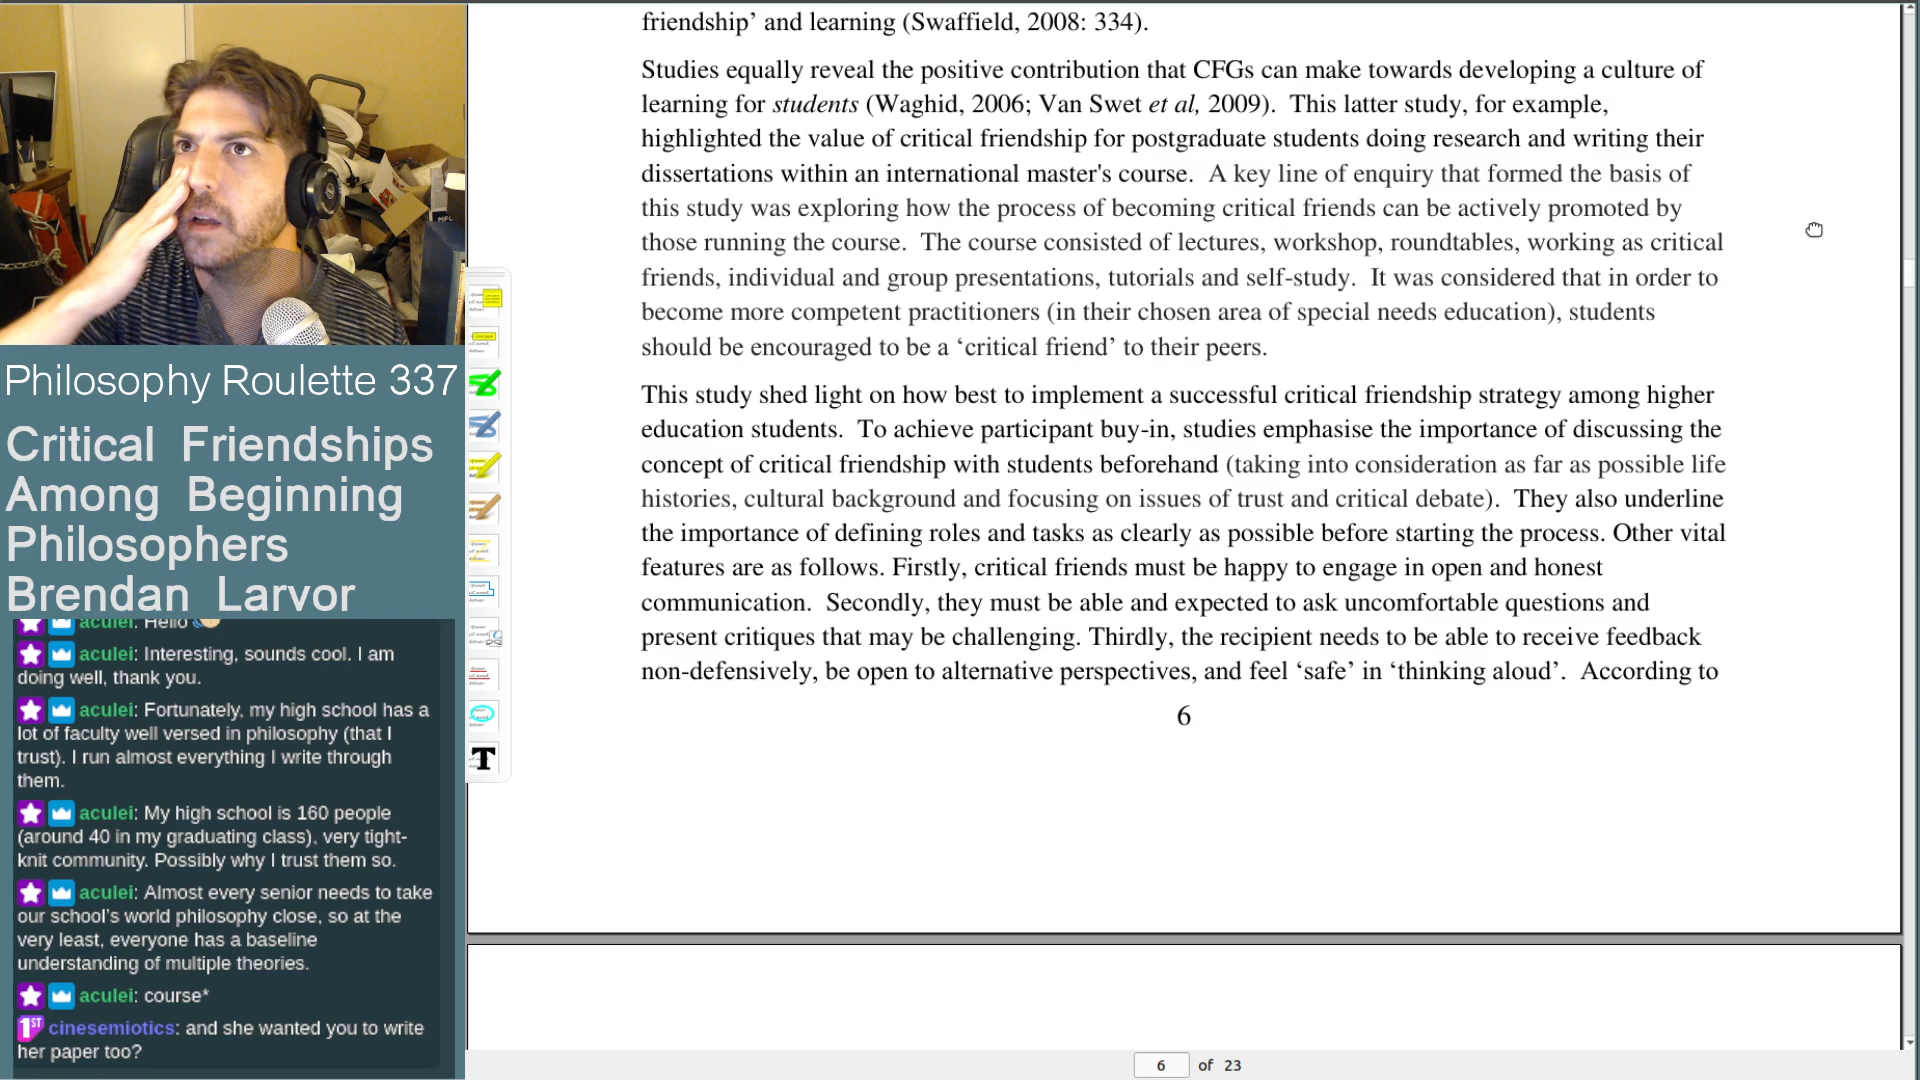 friendship’ and learning (Swaffield, 2008: 334).
Studies equally reveal the positive contribution that CFGs can make towards developing a culture of
learning for students (Waghid, 2006; Van Swet et al, 2009).  This latter study, for example,
highlighted the value of critical friendship for postgraduate students doing research and writing their
dissertations within an international master's course.  A key line of enquiry that formed the basis of
this study was exploring how the process of becoming critical friends can be actively promoted by
those running the course.  The course consisted of lectures, workshop, roundtables, working as critical
friends, individual and group presentations, tutorials and self-study.  It was considered that in order to
become more competent practitioners (in their chosen area of special needs education), students
should be encouraged to be a ‘critical friend’ to their peers.
This study shed light on how best to implement a successful critical friendship strategy among higher
education students.  To achieve participant buy-in, studies emphasise the importance of discussing the
concept of critical friendship with students beforehand (taking into consideration as far as possible life
histories, cultural background and focusing on issues of trust and critical debate).  They also underline
the importance of defining roles and tasks as clearly as possible before starting the process. Other vital
features are as follows. Firstly, critical friends must be happy to engage in open and honest
communication.  Secondly, they must be able and expected to ask uncomfortable questions and
present critiques that may be challenging. Thirdly, the recipient needs to be able to receive feedback
non-defensively, be open to alternative perspectives, and feel ‘safe’ in ‘thinking aloud’.  According to
6
Philosophy Roulette 337
Critical Friendships
Among Beginning
Philosophers
Brendan Larvor
aculei: Hello
aculei: Interesting, sounds cool. I am
doing well, thank you.
aculei: Fortunately, my high school has a
lot of faculty well versed in philosophy (that I
trust). I run almost everything I write through
them.
aculei: My high school is 160 people
(around 40 in my graduating class), very tight-
knit community. Possibly why I trust them so.
aculei: Almost every senior needs to take
our school's world philosophy close, so at the
very least, everyone has a baseline
understanding of multiple theories.
aculei: course*
1ST cinesemiotics: and she wanted you to write
her paper too?
T
6 of 23